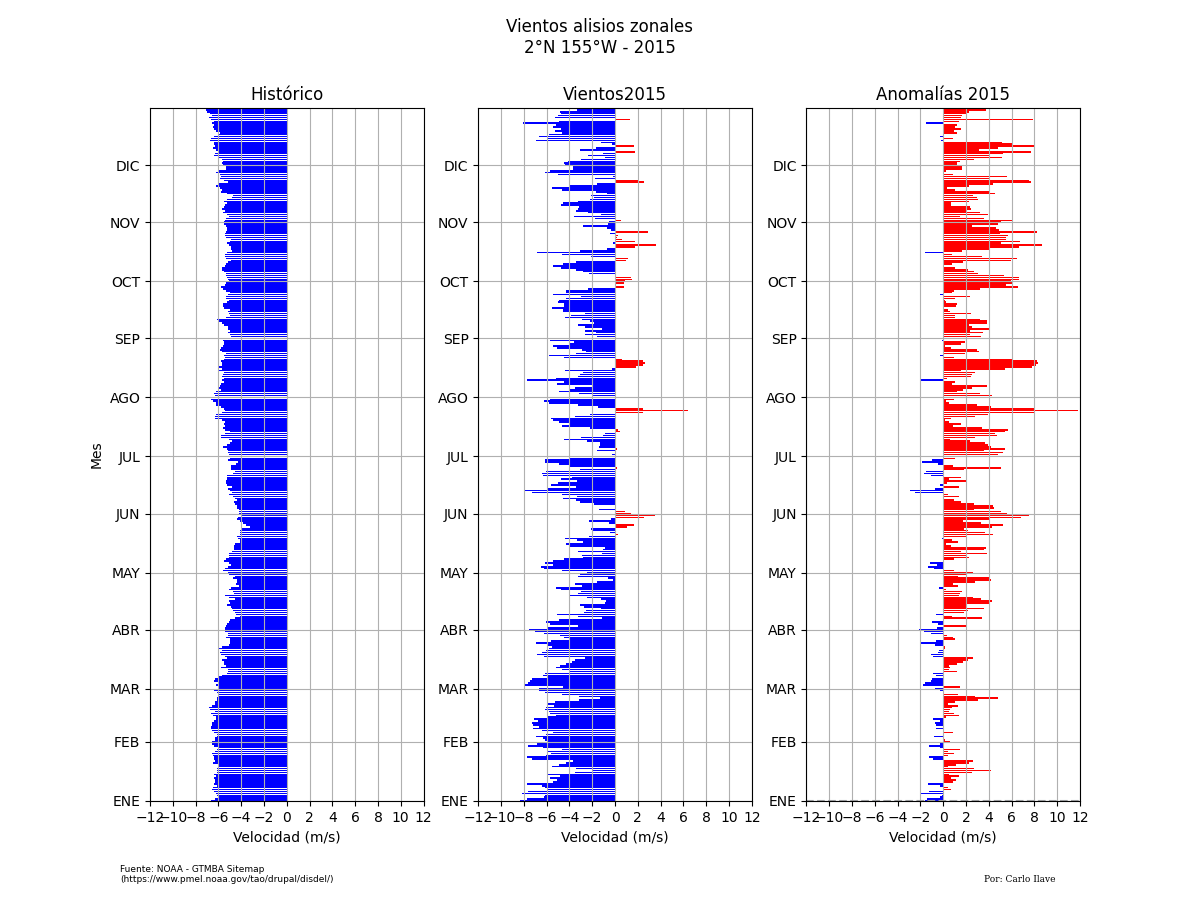 Vientos alisios zonales
2°N 155°W - 2015
Histórico
Vientos2015
Anomalías 2015
Mes
DIC
NOV
OCT
SEP
AGO
JUL
JUN
MAY
ABR
MAR
FEB
ENE
−12 −10 −8 −6 −4 −2 0 2 4 6 8 10 12
Velocidad (m/s)
DIC
NOV
OCT
SEP
AGO
JUL
JUN
MAY
ABR
MAR
FEB
ENE
−12 −10 −8 −6 −4 −2 0 2 4 6 8 10 12
Velocidad (m/s)
DIC
NOV
OCT
SEP
AGO
JUL
JUN
MAY
ABR
MAR
FEB
ENE
−12 −10 −8 −6 −4 −2 0 2 4 6 8 10 12
Velocidad (m/s)
Fuente: NOAA - GTMBA Sitemap
(https://www.pmel.noaa.gov/tao/drupal/disdel/)
Por: Carlo Ilave